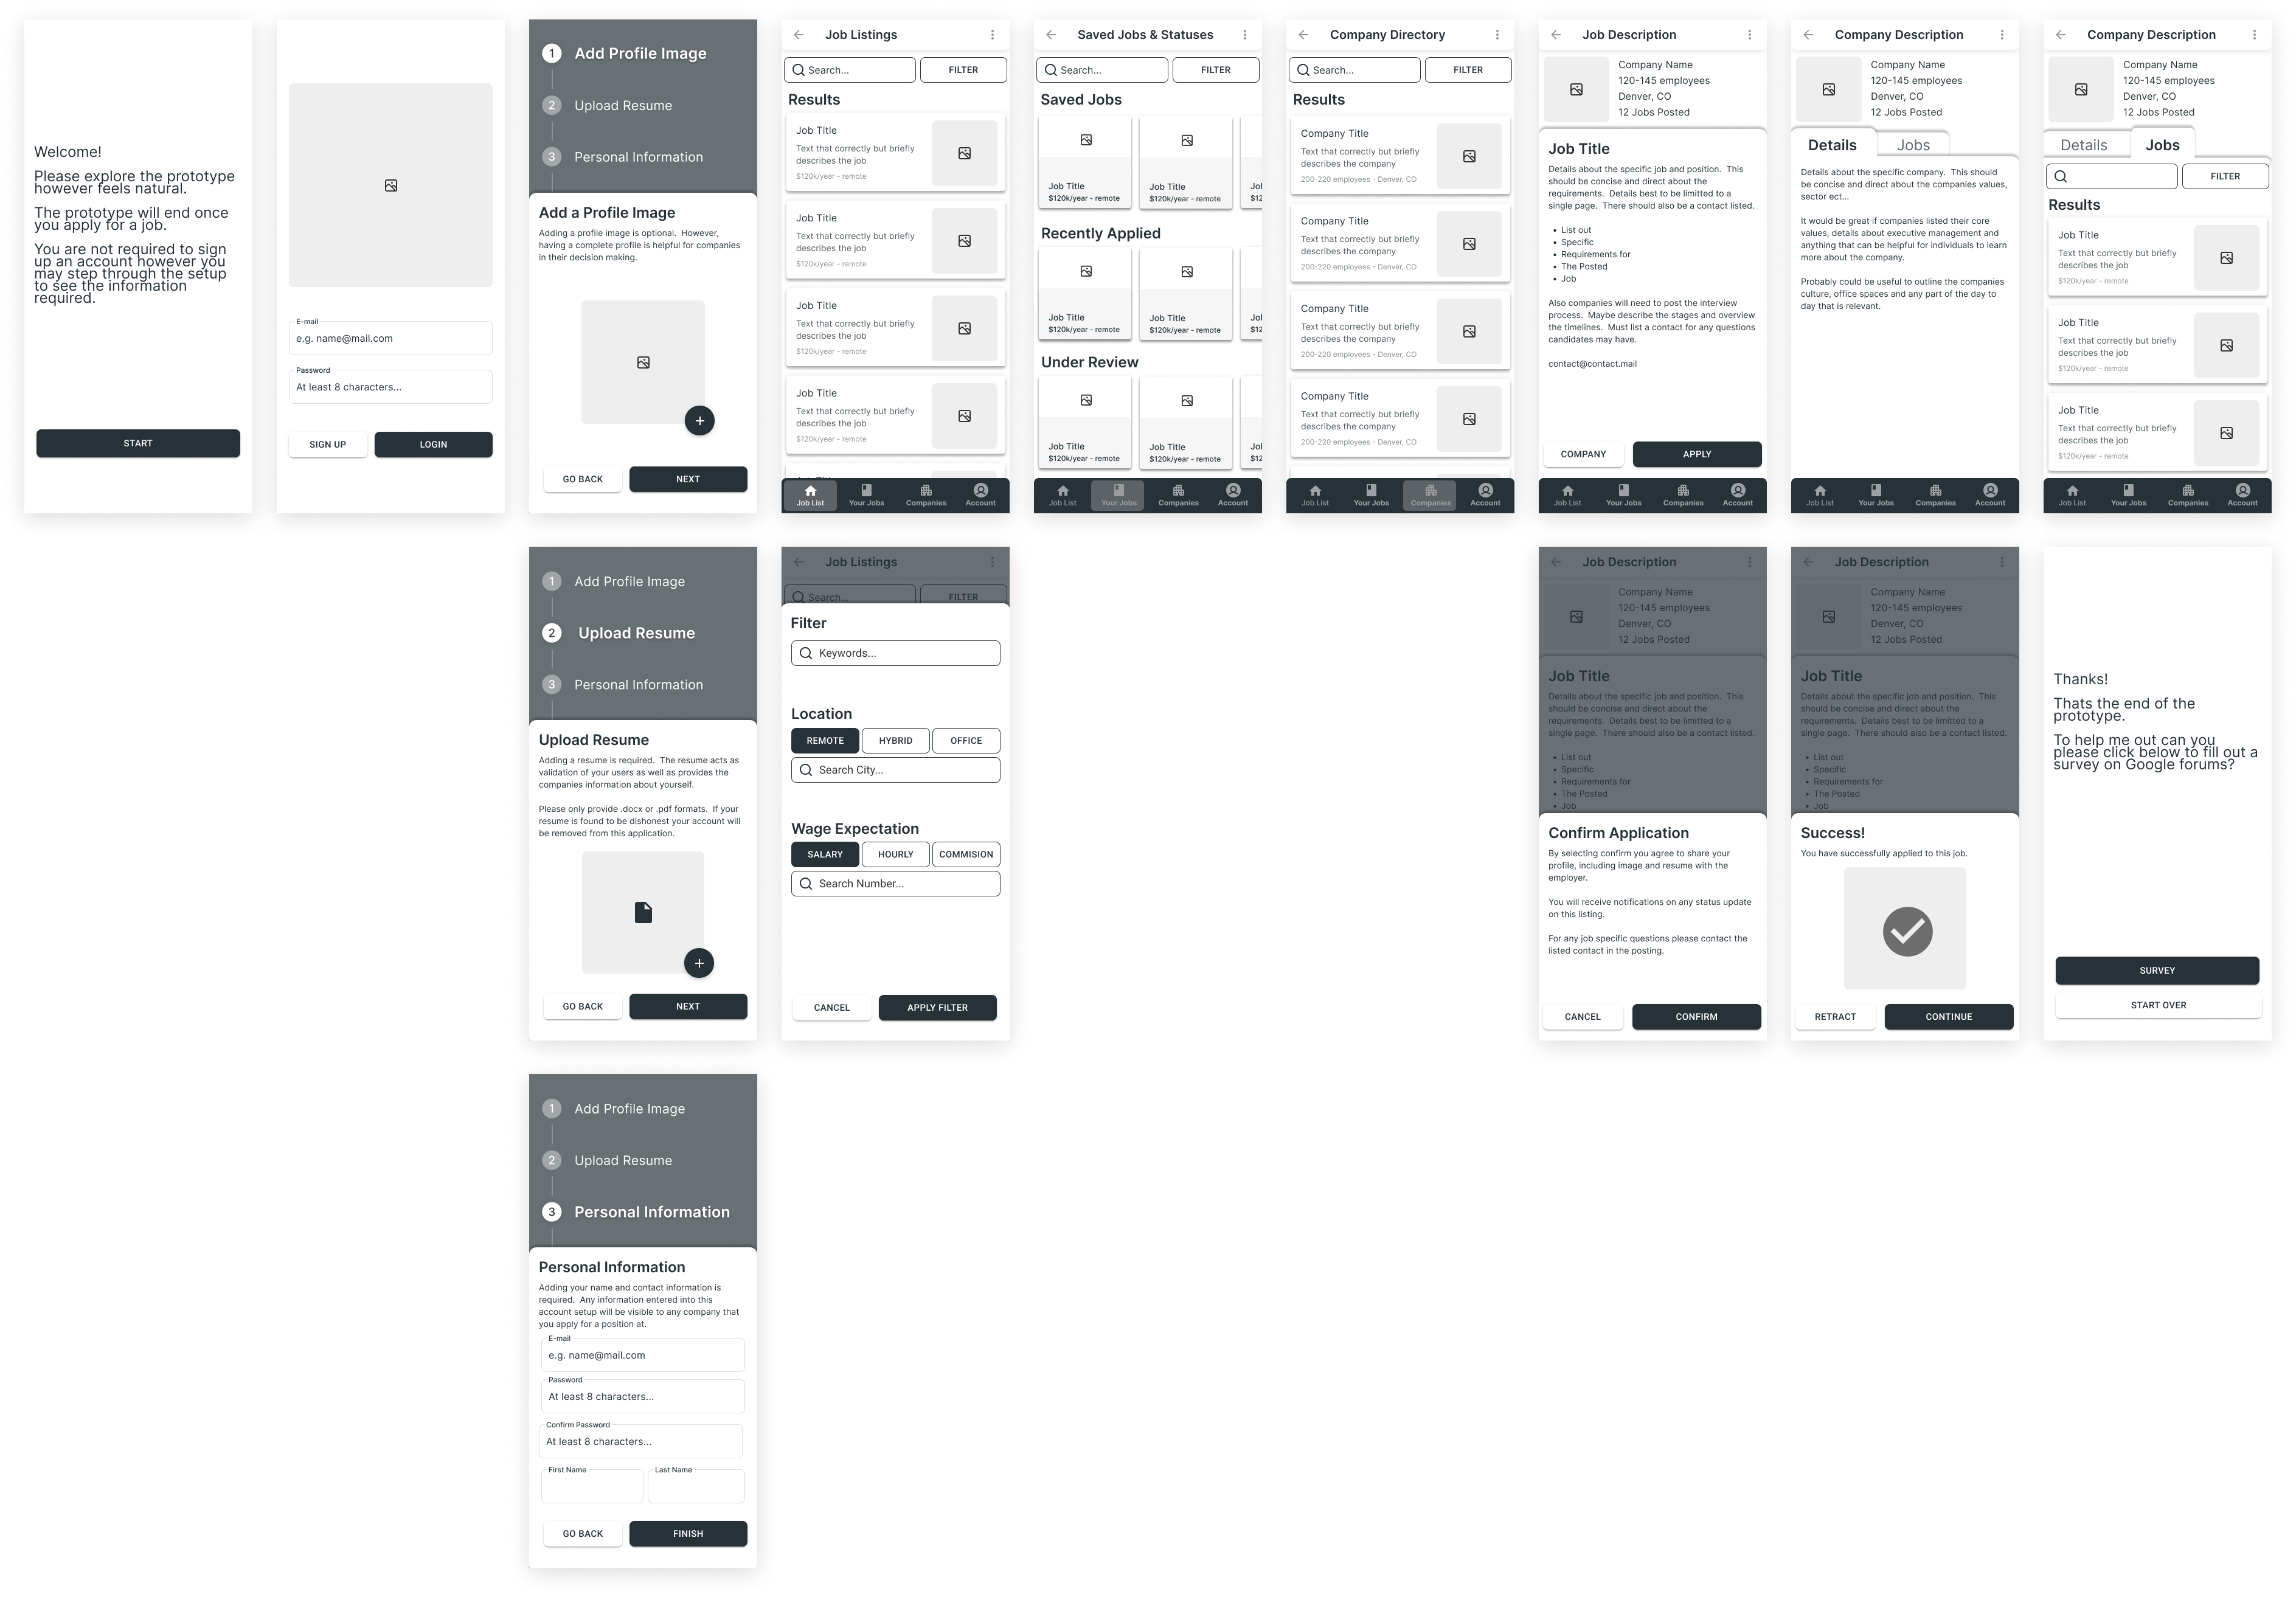 Welcome!
Please explore the prototype
however feels natural.
The prototype will end once
you apply for a job.
You are not required to sign
up an account however you
may step through the setup
to see the information
required.
START
E-mail
e.g. name@mail.com
Password
At least 8 characters...
SIGN UP
LOGIN
1
Add Profile Image
2
Upload Resume
3
Personal Information
Add a Profile Image
Adding a profile image is optional.  However,
having a complete profile is helpful for companies
in their decision making.
GO BACK
NEXT
Job Listings
Search...
FILTER
Results
Job Title
Text that correctly but briefly
describes the job
$120k/year - remote
Job Title
Text that correctly but briefly
describes the job
$120k/year - remote
Job Title
Text that correctly but briefly
describes the job
$120k/year - remote
Job Title
Text that correctly but briefly
describes the job
$120k/year - remote
Job List
Your Jobs
Companies
Account
Saved Jobs & Statuses
Search...
FILTER
Saved Jobs
Job Title
$120k/year - remote
Job Title
$120k/year - remote
Recently Applied
Job Title
$120k/year - remote
Job Title
$120k/year - remote
Under Review
Job Title
$120k/year - remote
Job Title
$120k/year - remote
Job List
Your Jobs
Companies
Account
Company Directory
Search...
FILTER
Results
Company Title
Text that correctly but briefly
describes the company
200-220 employees - Denver, CO
Company Title
Text that correctly but briefly
describes the company
200-220 employees - Denver, CO
Company Title
Text that correctly but briefly
describes the company
200-220 employees - Denver, CO
Company Title
Text that correctly but briefly
describes the company
200-220 employees - Denver, CO
Job List
Your Jobs
Companies
Account
Job Description
Company Name
120-145 employees
Denver, CO
12 Jobs Posted
Job Title
Details about the specific job and position.  This
should be concise and direct about the
requirements.  Details best to be limitted to a
single page.  There should also be a contact listed.
• List out
• Specific
• Requirements for
• The Posted
• Job
Also companies will need to post the interview
process.  Maybe describe the stages and overview
the timelines.  Must list a contact for any questions
candidates may have.
contact@contact.mail
COMPANY
APPLY
Job List
Your Jobs
Companies
Account
Company Description
Company Name
120-145 employees
Denver, CO
12 Jobs Posted
Details
Jobs
Details about the specific company.  This should
be concise and direct about the companies values,
sector ect...
It would be great if companies listed their core
values, details about executive management and
anything that can be helpful for individuals to learn
more about the company.
Probably could be useful to outline the companies
culture, office spaces and any part of the day to
day that is relevant.
Job List
Your Jobs
Companies
Account
Company Description
Company Name
120-145 employees
Denver, CO
12 Jobs Posted
Details
Jobs
FILTER
Results
Job Title
Text that correctly but briefly
describes the job
$120k/year - remote
Job Title
Text that correctly but briefly
describes the job
$120k/year - remote
Job Title
Text that correctly but briefly
describes the job
$120k/year - remote
Job List
Your Jobs
Companies
Account
1
Add Profile Image
2
Upload Resume
3
Personal Information
Upload Resume
Adding a resume is required.  The resume acts as
validation of your users as well as provides the
companies information about yourself.
Please only provide .docx or .pdf formats.  If your
resume is found to be dishonest your account will
be removed from this application.
GO BACK
NEXT
Job Listings
Search...
FILTER
Filter
Keywords...
Location
REMOTE
HYBRID
OFFICE
Search City...
Wage Expectation
SALARY
HOURLY
COMMISION
Search Number...
CANCEL
APPLY FILTER
Job Description
Company Name
120-145 employees
Denver, CO
12 Jobs Posted
Job Title
Details about the specific job and position.  This
should be concise and direct about the
requirements.  Details best to be limitted to a
single page.  There should also be a contact listed.
• List out
• Specific
• Requirements for
• The Posted
• Job
Confirm Application
By selecting confirm you agree to share your
profile, including image and resume with the
employer.
You will receive notifications on any status update
on this listing.
For any job specific questions please contact the
listed contact in the posting.
CANCEL
CONFIRM
Job Description
Company Name
120-145 employees
Denver, CO
12 Jobs Posted
Job Title
Details about the specific job and position.  This
should be concise and direct about the
requirements.  Details best to be limitted to a
single page.  There should also be a contact listed.
• List out
• Specific
• Requirements for
• The Posted
• Job
Success!
You have successfully applied to this job.
RETRACT
CONTINUE
Thanks!
Thats the end of the
prototype.
To help me out can you
please click below to fill out a
survey on Google forums?
SURVEY
START OVER
1
Add Profile Image
2
Upload Resume
3
Personal Information
Personal Information
Adding your name and contact information is
required.  Any information entered into this
account setup will be visible to any company that
you apply for a position at.
E-mail
e.g. name@mail.com
Password
At least 8 characters...
Confirm Password
At least 8 characters...
First Name
Last Name
GO BACK
FINISH